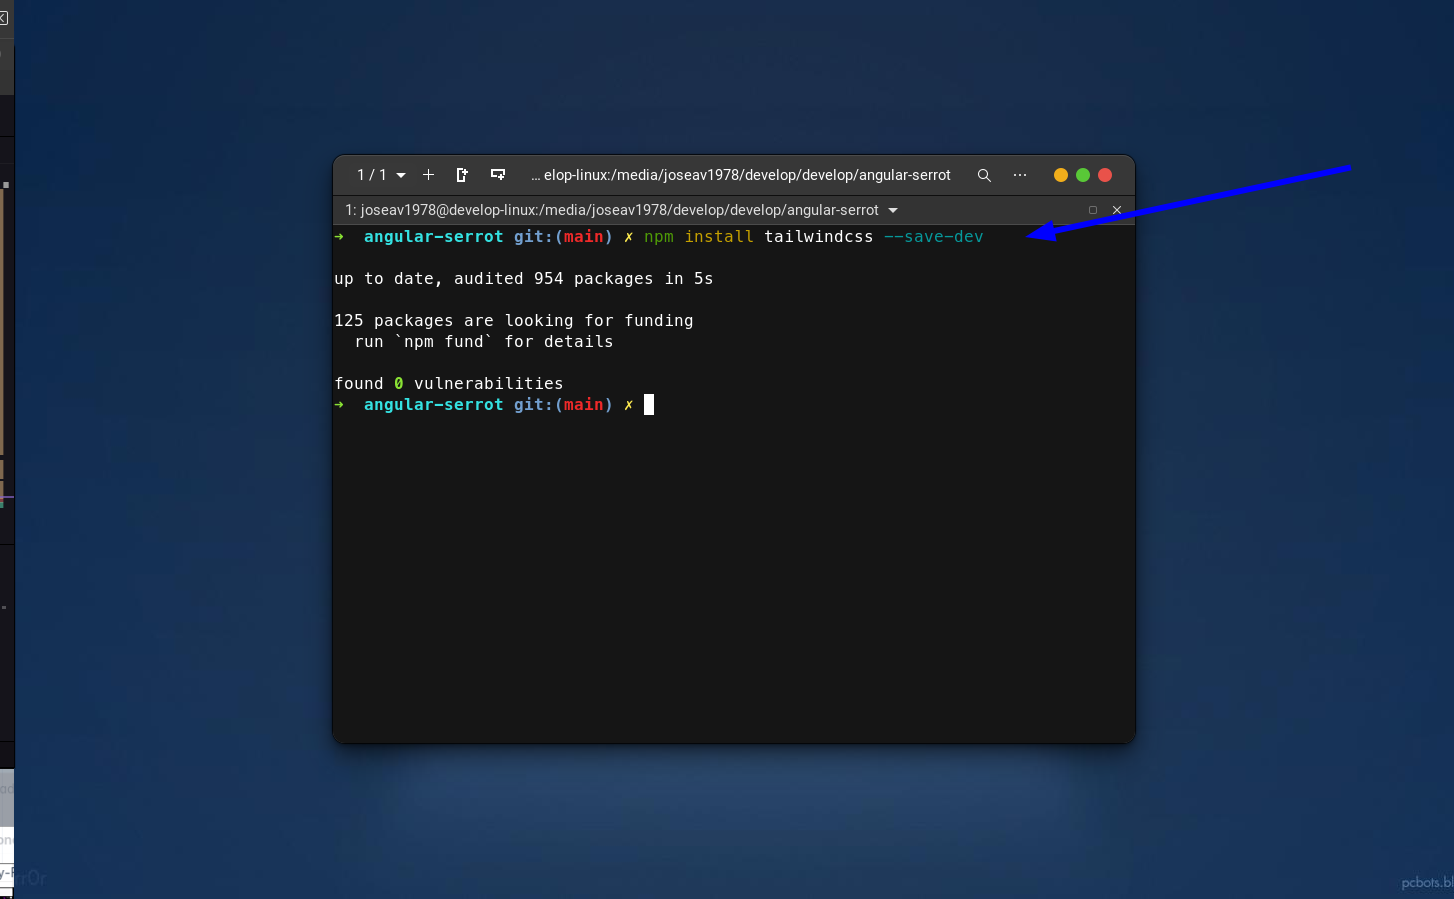 1 / 1
... elop-linux:/media/joseav1978/develop/develop/angular-serrot
1: joseav1978@develop-linux:/media/joseav1978/develop/develop/angular-serrot
➜ angular-serrot git:(main) ✗ npm install tailwindcss --save-dev
up to date, audited 954 packages in 5s
125 packages are looking for funding
run `npm fund` for details
found 0 vulnerabilities
➜ angular-serrot git:(main) ✗
rr0r
pcbots.bl